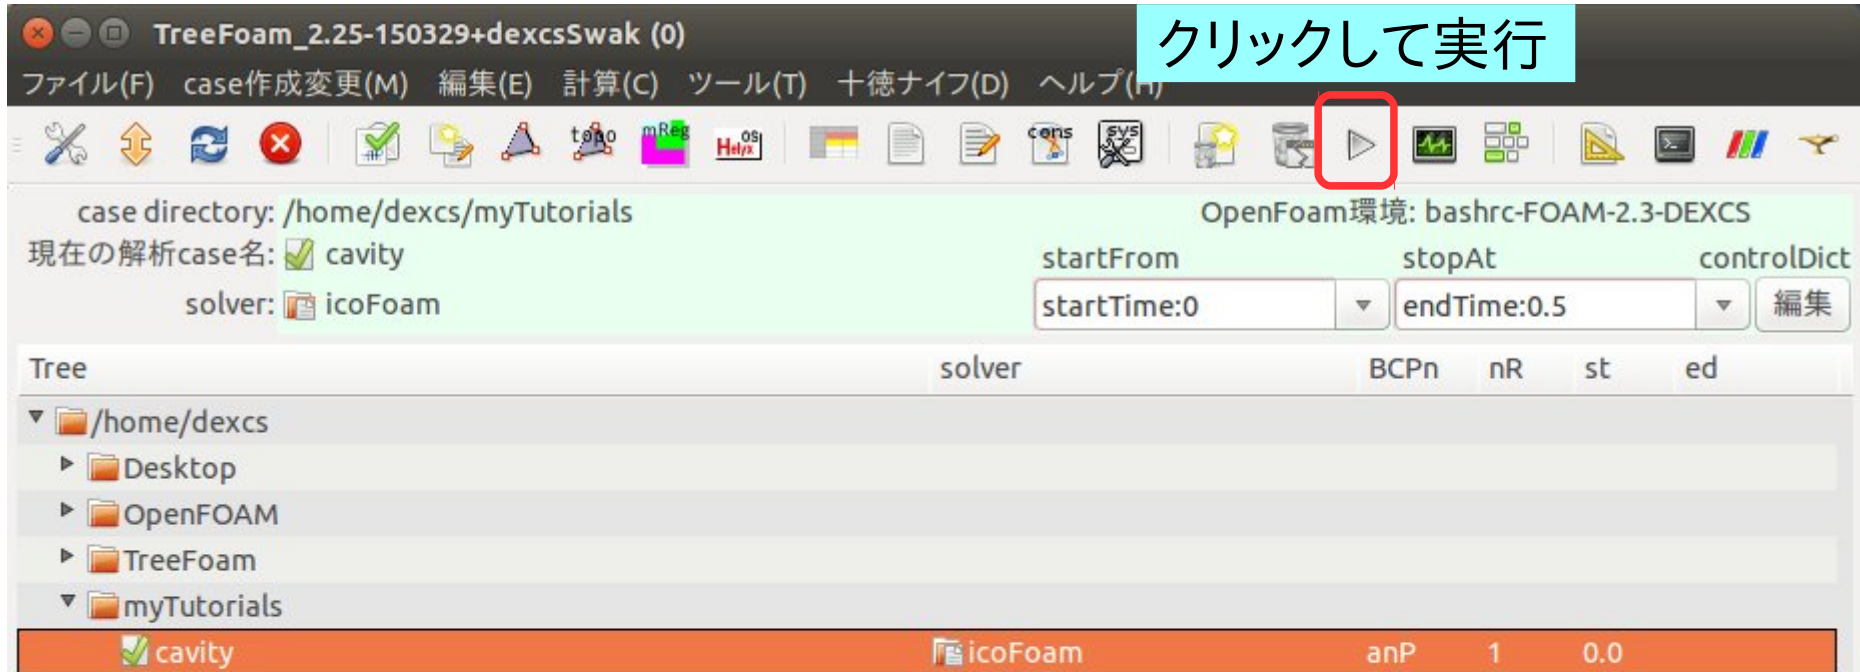 TreeFoam_2.25-150329+dexcsSwak (0)
クリックして実行
ファイル(F) case作成変更(M) 編集(E) 計算(C) ツール(T) 十徳ナイフ(D) ヘルプ(H)
topo mReg Helyx OS cons sys
case directory: /home/dexcs/myTutorials OpenFoam環境: bashrc-FOAM-2.3-DEXCS
現在の解析case名: cavity startFrom stopAt controlDict
solver: icoFoam startTime:0 endTime:0.5 編集
Tree solver BCPn nR st ed
/home/dexcs
Desktop
OpenFOAM
TreeFoam
myTutorials
cavity icoFoam anP 1 0.0